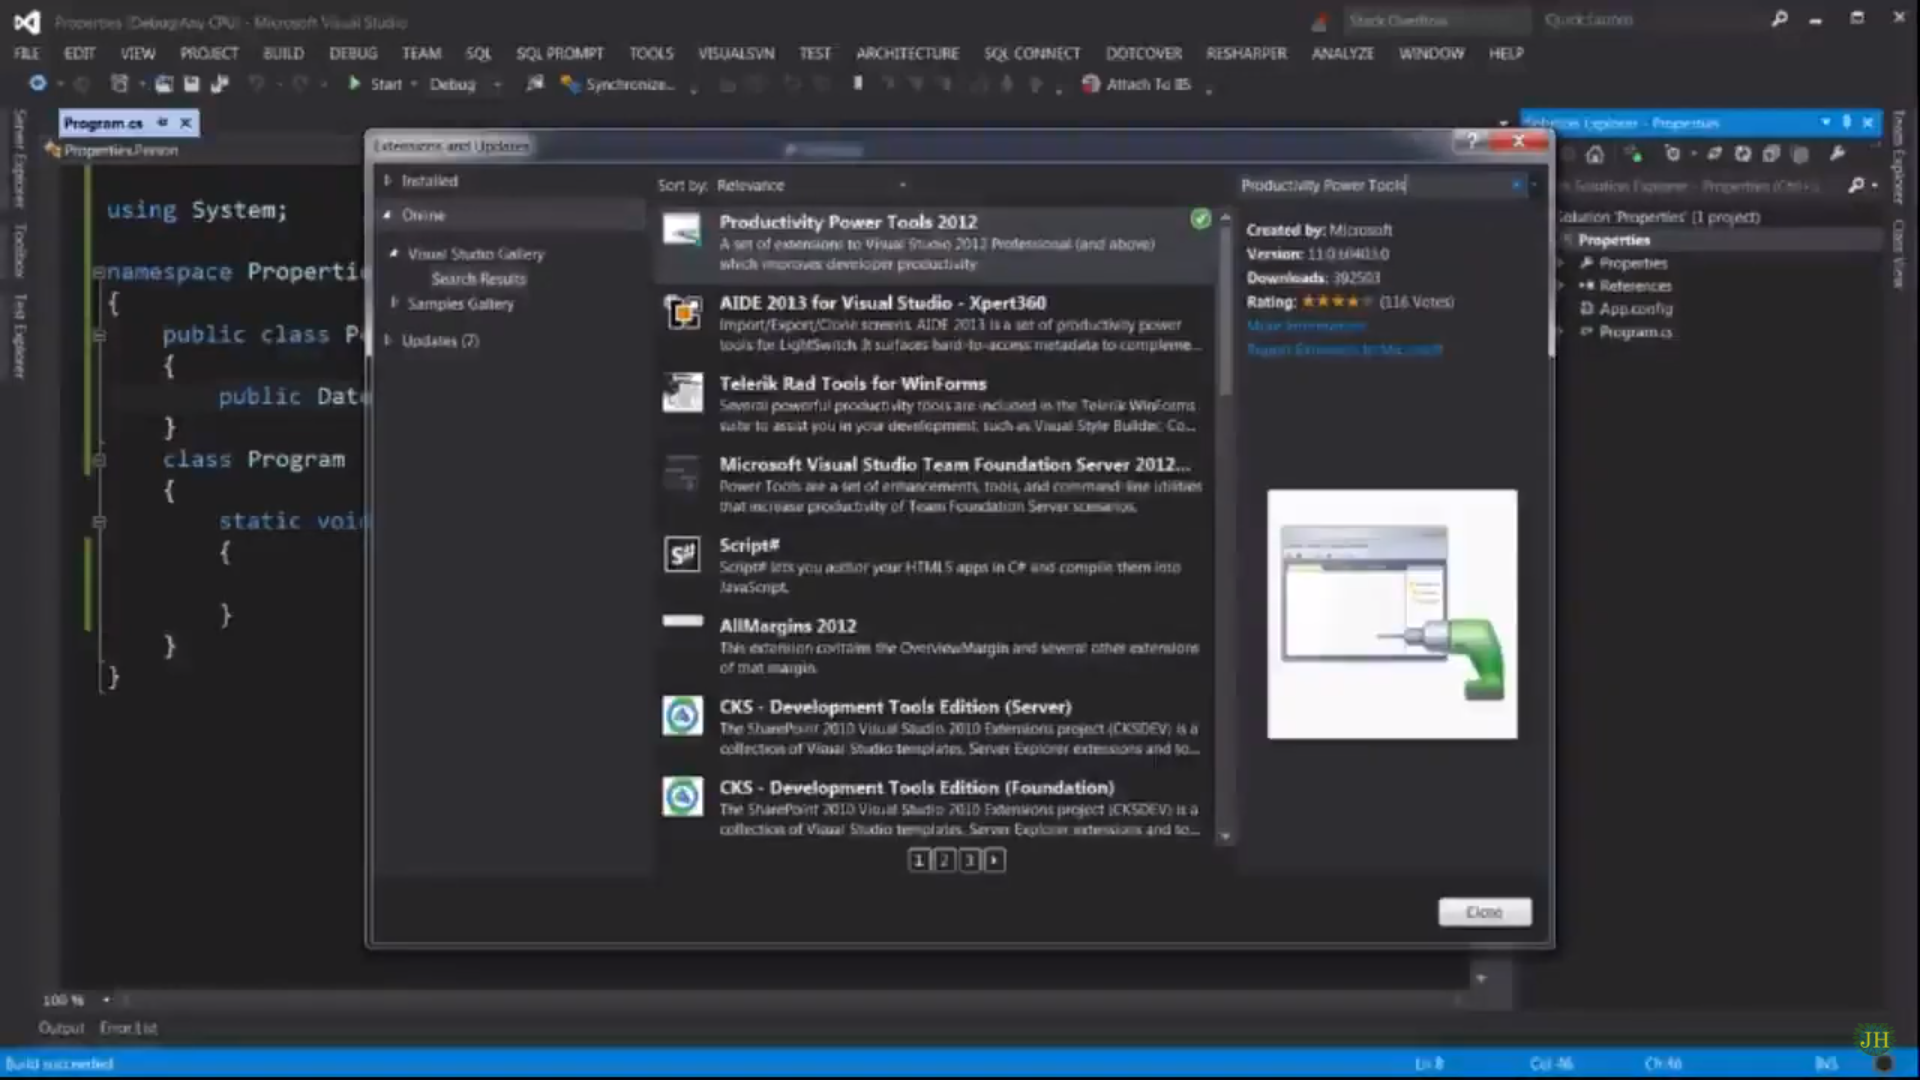 Properties (Debug|Any CPU) - Microsoft Visual Studio
Stack Overflow
Quick Launch
FILE EDIT VIEW PROJECT BUILD DEBUG TEAM SQL SQL PROMPT TOOLS VISUALSVN TEST ARCHITECTURE SQL CONNECT DOTCOVER RESHARPER ANALYZE WINDOW HELP
Start Debug Synchronize... Attach To IIS
Server Explorer
Toolbox
Test Explorer
Program.cs
Properties.Person
using System;
namespace Properti
{
public class P
{
public Date
}
class Program
{
static void
{
}
}
}
Extensions and Updates
Installed
Online
Visual Studio Gallery
Search Results
Samples Gallery
Updates (7)
Sort by: Relevance
Productivity Power Tools 2012
A set of extensions to Visual Studio 2012 Professional (and above)
which improves developer productivity
AIDE 2013 for Visual Studio - Xpert360
Import/Export/Clone screens. AIDE 2013 is a set of productivity power
tools for LightSwitch. It surfaces hard-to-access metadata to compleme...
Telerik Rad Tools for WinForms
Several powerful productivity tools are included in the Telerik WinForms
suite to assist you in your development, such as Visual Style Builder, Co...
Microsoft Visual Studio Team Foundation Server 2012...
Power Tools are a set of enhancements, tools, and command-line utilities
that increase productivity of Team Foundation Server scenarios.
S#
Script#
Script# lets you author your HTML5 apps in C# and compile them into
JavaScript.
AllMargins 2012
This extension contains the OverviewMargin and several other extensions
of that margin.
CKS - Development Tools Edition (Server)
The SharePoint 2010 Visual Studio 2010 Extensions project (CKSDEV) is a
collection of Visual Studio templates, Server Explorer extensions and to...
CKS - Development Tools Edition (Foundation)
The SharePoint 2010 Visual Studio 2010 Extensions project (CKSDEV) is a
collection of Visual Studio templates, Server Explorer extensions and to...
1 2 3
Productivity Power Tools
Created by: Microsoft
Version: 11.0.60403.0
Downloads: 392503
Rating: (116 Votes)
More Information
Report Extension to Microsoft
Close
Solution Explorer - Properties
Solution Explorer - Properties (Ctrl+;)
Solution 'Properties' (1 project)
Properties
Properties
References
App.config
Program.cs
Team Explorer
Class View
100 %
Output Error List
Build succeeded
Ln 8 Col 46 Ch 46 INS
JH